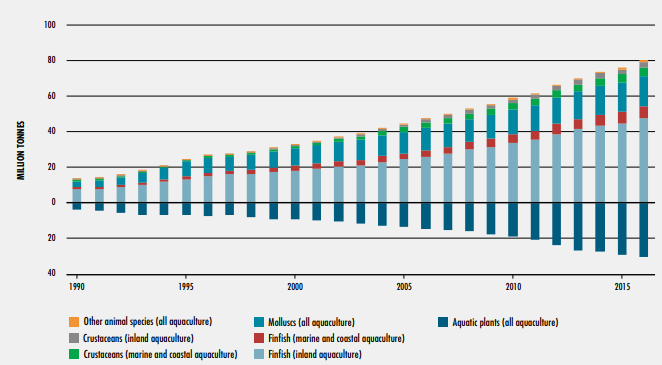 100
80
60
40
20
0
20
40
MILLION TONNES
1990 1995 2000 2005 2010 2015
Other animal species (all aquaculture)
Crustaceans (inland aquaculture)
Crustaceans (marine and coastal aquaculture)
Molluscs (all aquaculture)
Finfish (marine and coastal aquaculture)
Finfish (inland aquaculture)
Aquatic plants (all aquaculture)